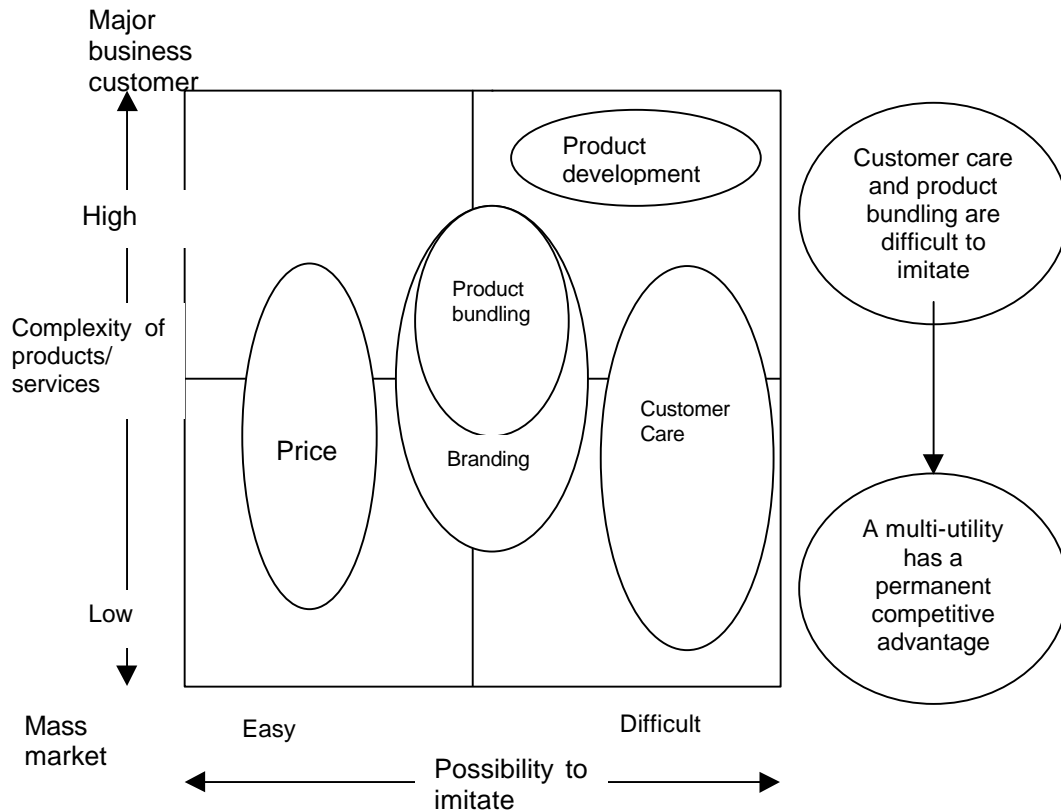 Major
business
customer
Product
development
Customer care
and product
bundling are
difficult to
imitate
High
Product
bundling
Complexity of
products/
services
Customer
Care
Price
Branding
A multi-utility
has a
permanent
competitive
advantage
Low
Mass
market
Easy
Difficult
Possibility to
imitate